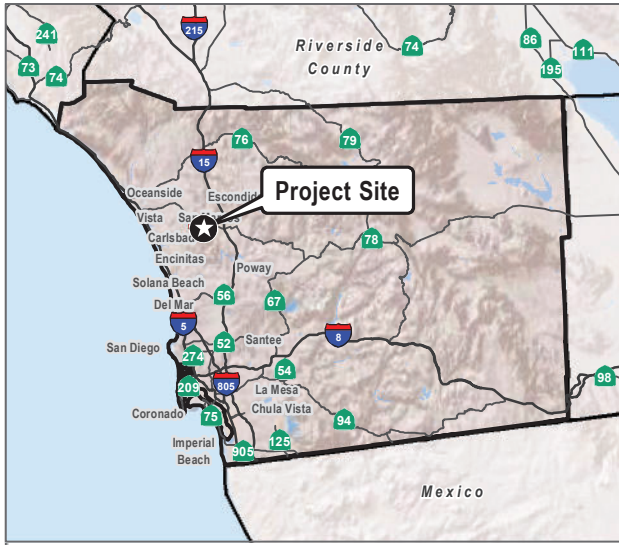 241
215
Riverside
County
74
86
111
73
74
195
76
79
15
Oceanside
Escondid
Project Site
Vista
Carlsbad
78
Encinitas
Poway
Solana Beach
56
67
Del Mar
5
8
San Diego
52
Santee
274
54
98
209
805
La Mesa
Coronado
75
Chula Vista
94
Imperial
Beach
125
905
Mexico